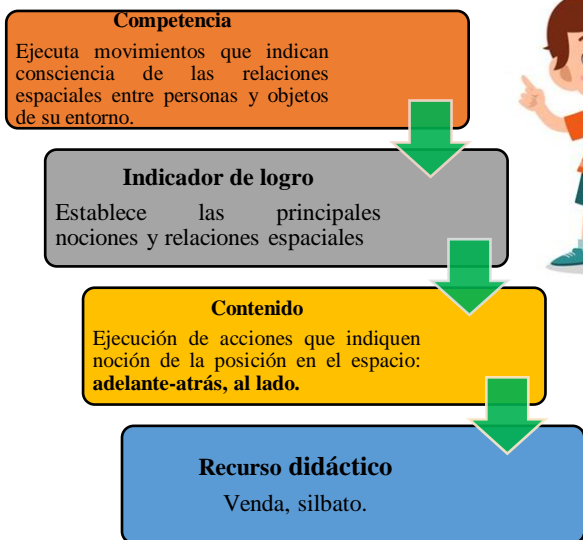 Competencia
Ejecuta movimientos que indican
consciencia de las relaciones
espaciales entre personas y objetos
de su entorno.
Indicador de logro
Establece las principales
nociones y relaciones espaciales
Contenido
Ejecución de acciones que indiquen
noción de la posición en el espacio:
adelante-atrás, al lado.
Recurso didáctico
Venda, silbato.